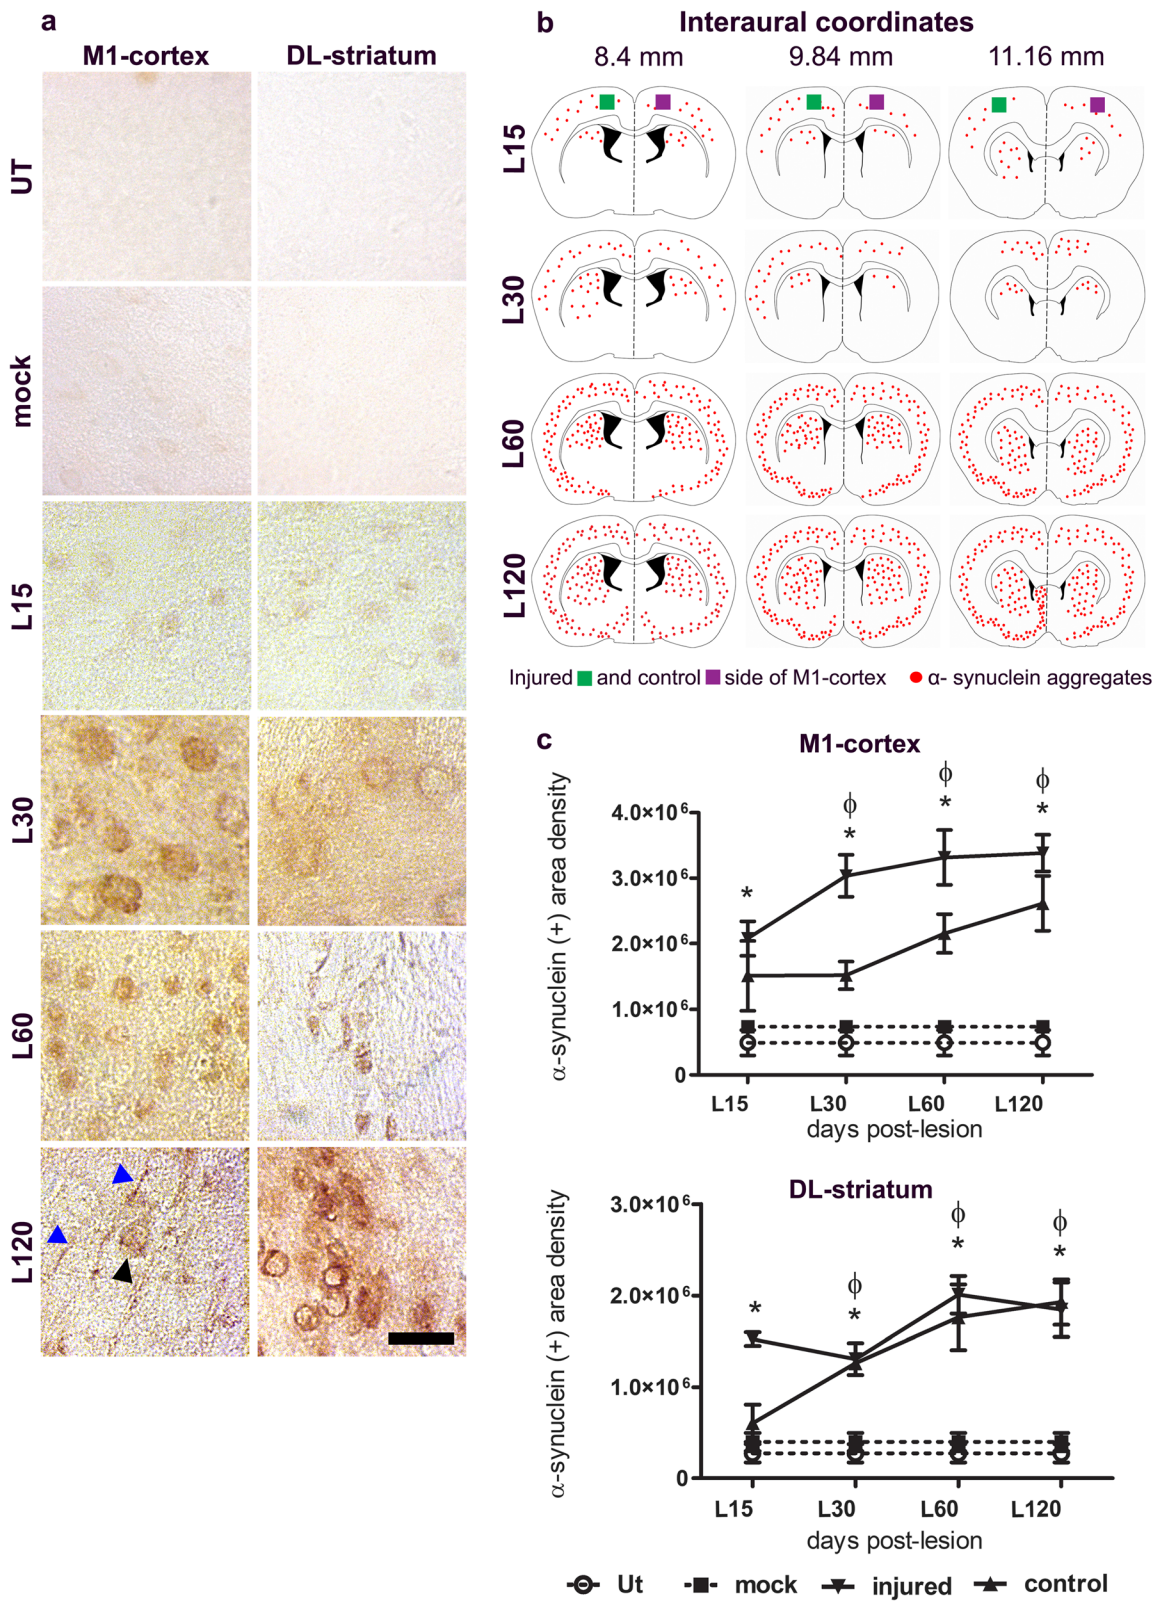 a
M1-cortex DL-striatum
UT
mock
L15
L30
L60
L120
b
Interaural coordinates
8.4 mm 9.84 mm 11.16 mm
L15
L30
L60
L120
Injured and control side of M1-cortex α- synuclein aggregates
c
M1-cortex
α-synuclein (+) area density
ϕ ϕ ϕ
* * * *
4.0×10⁶
3.0×10⁶
2.0×10⁶
1.0×10⁶
0
L15 L30 L60 L120
days post-lesion
DL-striatum
α-synuclein (+) area density
ϕ ϕ ϕ
* * * *
3.0×10⁶
2.0×10⁶
1.0×10⁶
0
L15 L30 L60 L120
days post-lesion
Ut mock injured control